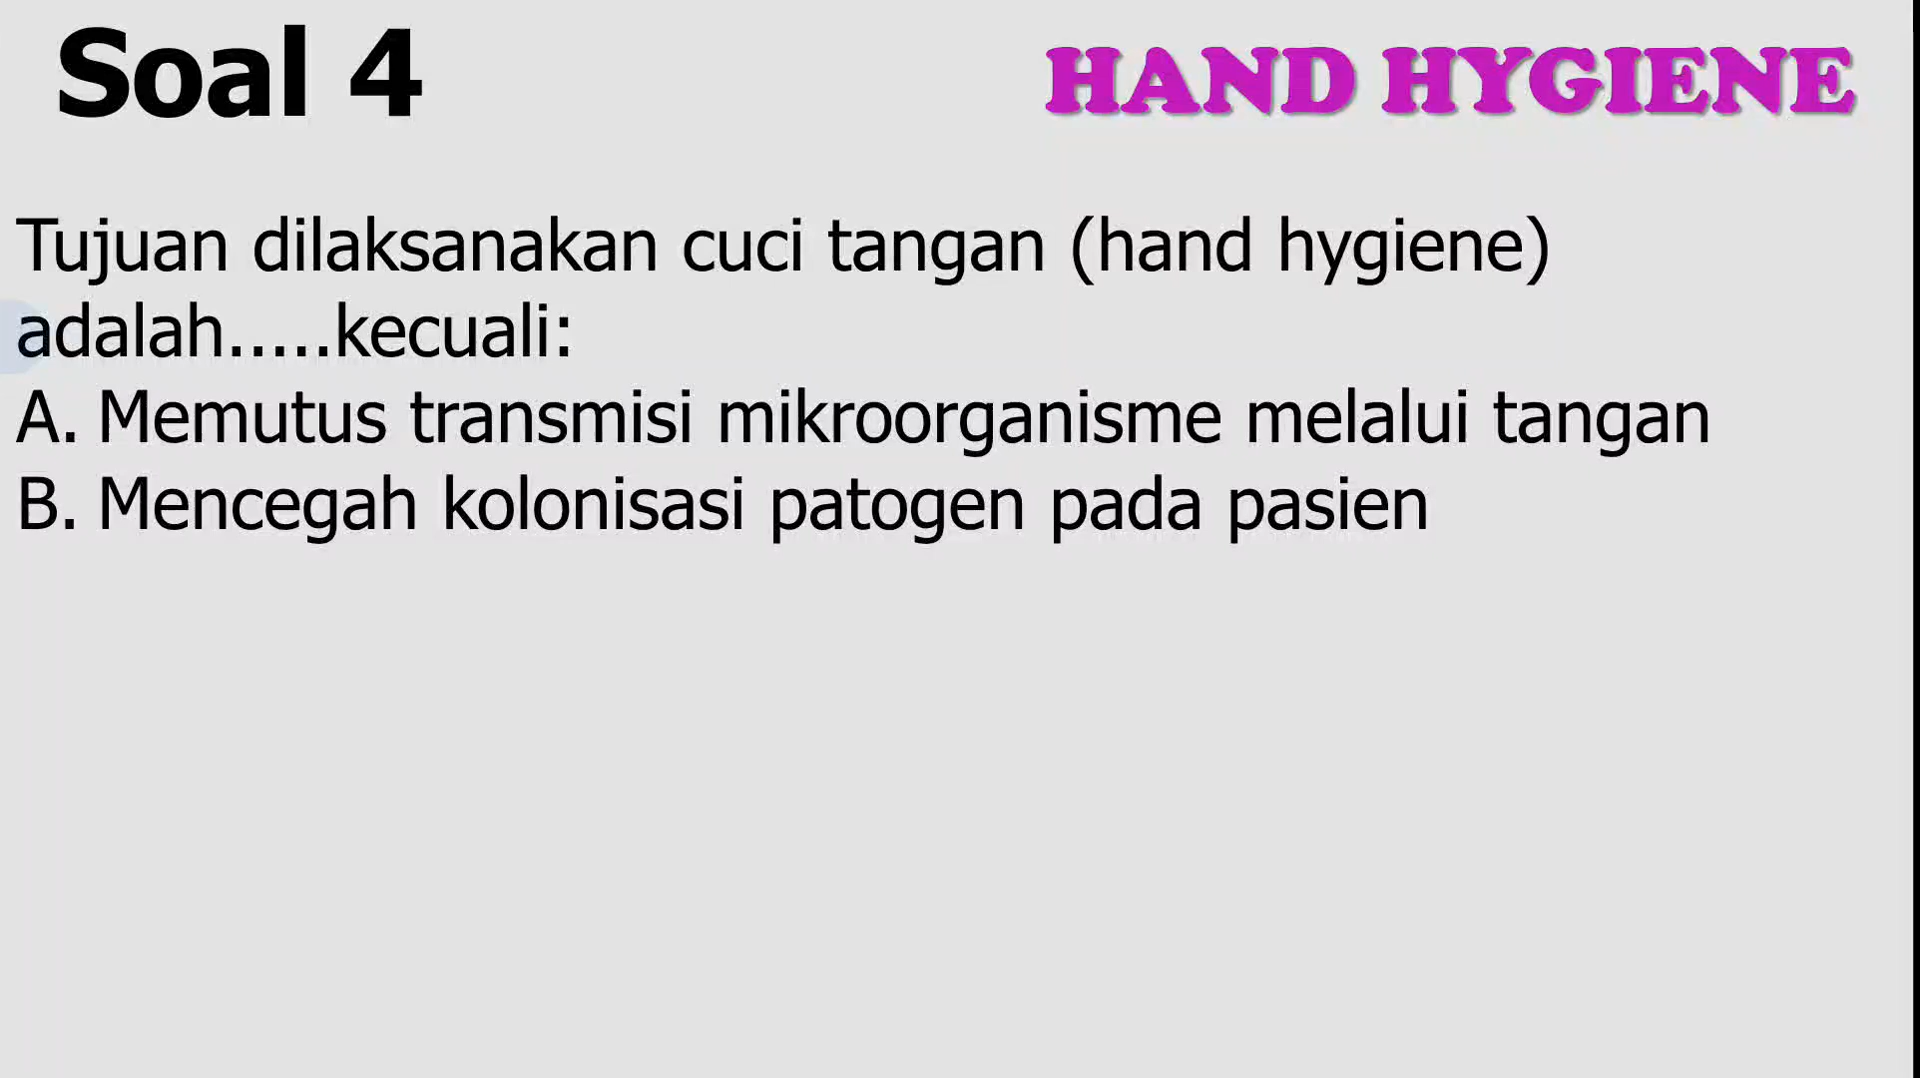 Soal 4
HAND HYGIENE
Tujuan dilaksanakan cuci tangan (hand hygiene)
adalah.....kecuali:
A. Memutus transmisi mikroorganisme melalui tangan
B. Mencegah kolonisasi patogen pada pasien